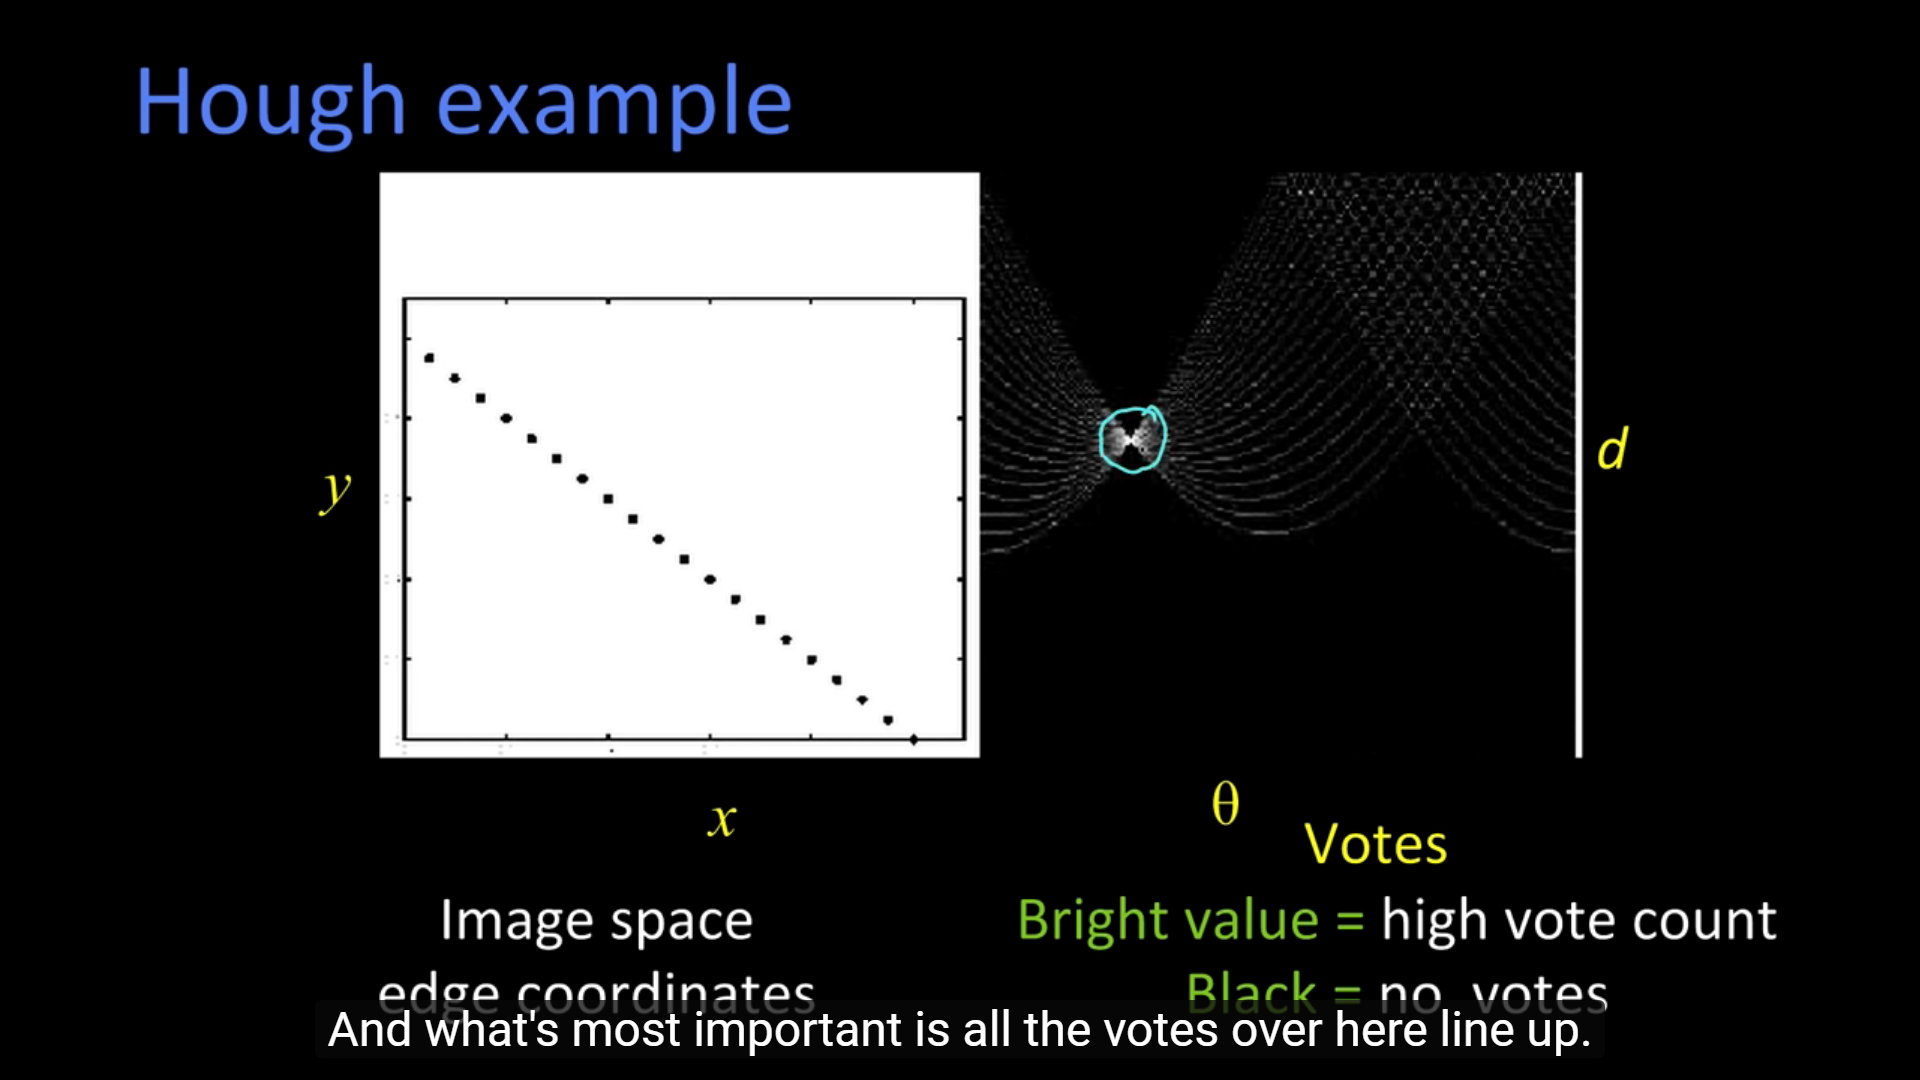 Hough example
y
d
x
θ
Votes
Image space
edge coordinates
Bright value = high vote count
Black = no votes
And what's most important is all the votes over here line up.